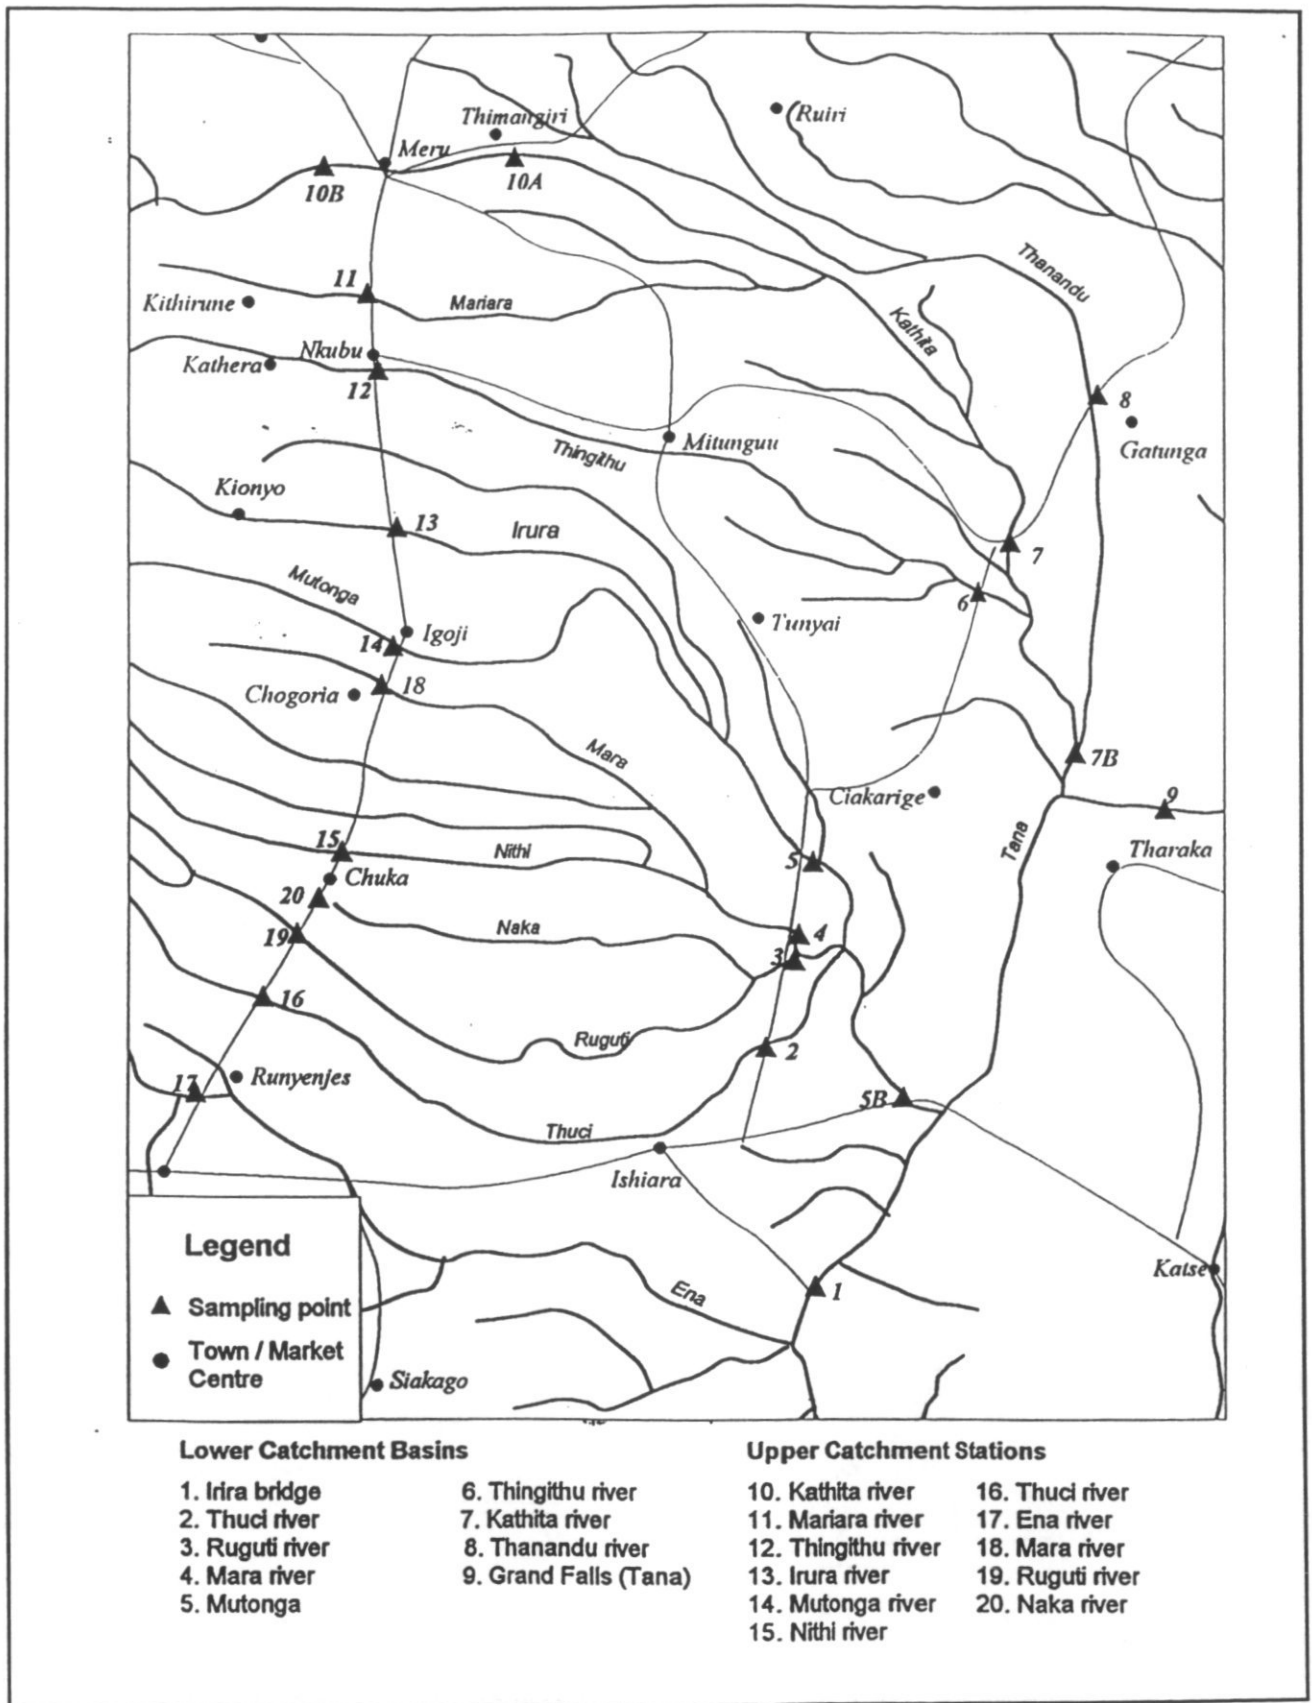 Thimangiri
Ruiri
Meru
10B
10A
Thanandu
11
Kithirune
Mariara
Kathita
Nkubu
Kathera
12
8
Gatunga
Mitunguu
Thingithu
Kionyo
13
Irura
7
Mutonga
6
Tunyai
Igoji
14
18
Chogoria
Mara
7B
Ciakarige
9
Tana
Tharaka
15
Nithi
5
Chuka
20
Naka
19
4
3
16
Ruguti
2
17
Runyenjes
5B
Thuci
Ishiara
Legend
Katse
Ena
1
Sampling point
Town / Market
Centre
Siakago
Lower Catchment Basins
1. Irira bridge
2. Thuci river
3. Ruguti river
4. Mara river
5. Mutonga
6. Thingithu river
7. Kathita river
8. Thanandu river
9. Grand Falls (Tana)
Upper Catchment Stations
10. Kathita river
11. Mariara river
12. Thingithu river
13. Irura river
14. Mutonga river
15. Nithi river
16. Thuci river
17. Ena river
18. Mara river
19. Ruguti river
20. Naka river